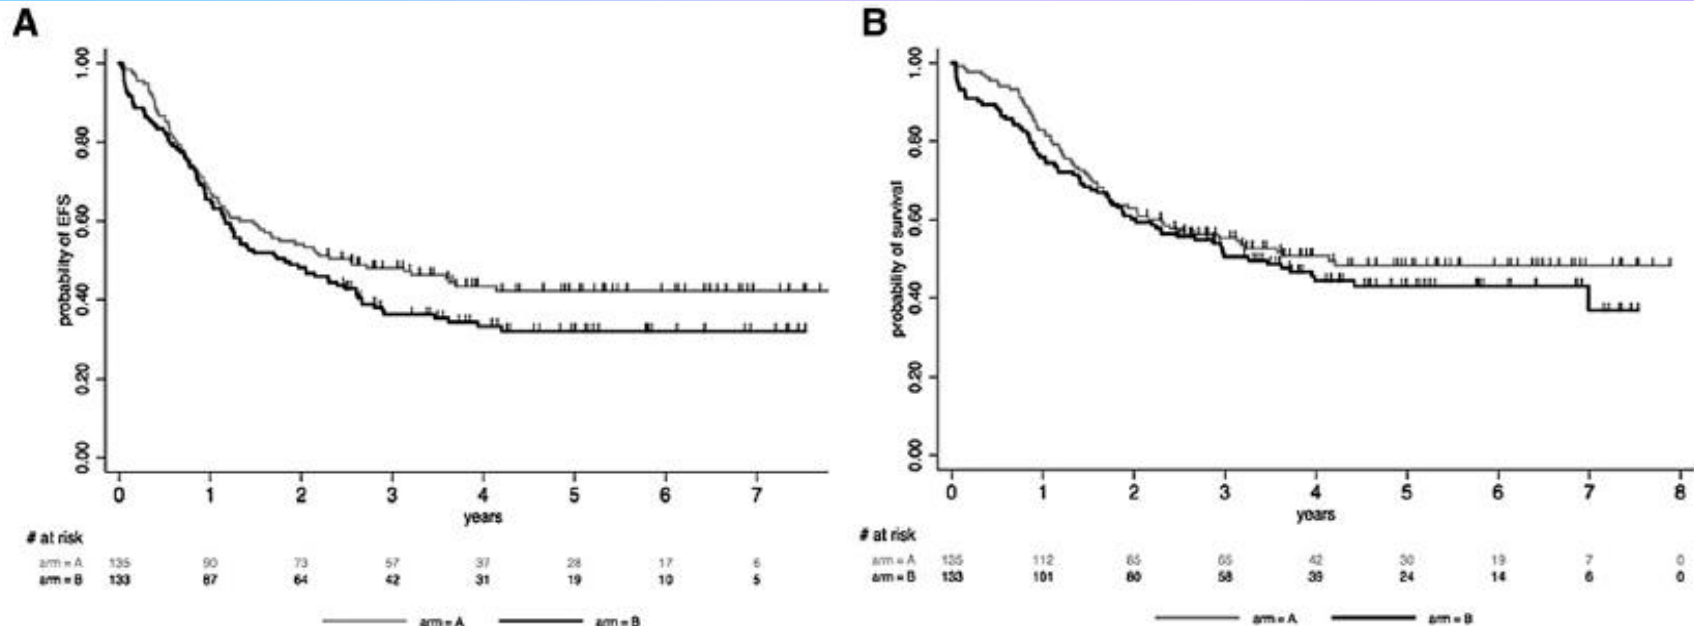 A
probability of EFS
1.00
0.80
0.60
0.40
0.20
0.00
0 1 2 3 4 5 6 7
years
# at risk
arm = A 135 90 73 57 37 28 17 6
arm = B 133 87 64 42 31 19 10 5
arm = A arm = B
B
probability of survival
1.00
0.80
0.60
0.40
0.20
0.00
0 1 2 3 4 5 6 7 8
years
# at risk
arm = A 135 112 65 42 30 19 7 0
arm = B 133 101 58 24 14 6 0
arm = A arm = B